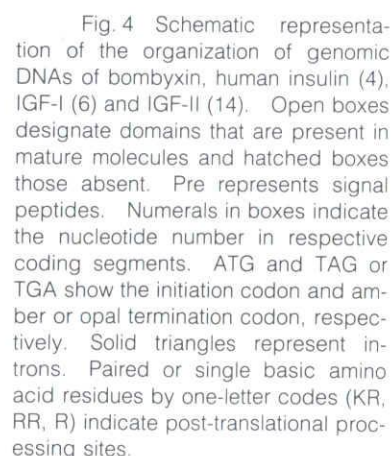 Fig. 4 Schematic representa-
tion of the organization of genomic
DNAs of bombyxin, human insulin (4),
IGF-I (6) and IGF-II (14). Open boxes
designate domains that are present in
mature molecules and hatched boxes
those absent. Pre represents signal
peptides. Numerals in boxes indicate
the nucleotide number in respective
coding segments. ATG and TAG or
TGA show the initiation codon and am-
ber or opal termination codon, respec-
tively. Solid triangles represent in-
trons. Paired or single basic amino
acid residues by one-letter codes (KR,
RR, R) indicate post-translational proc-
essing sites.